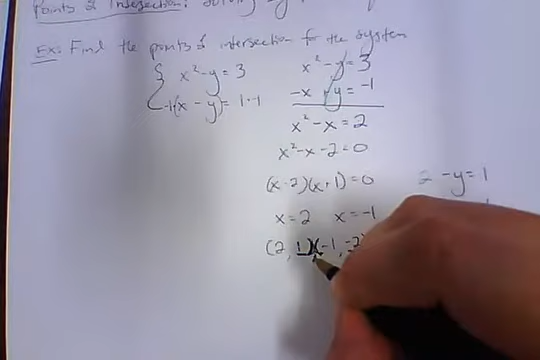 Points of Intersection: solving
Ex: Find the points of intersection for the system
x² - y = 3
-1(x - y) = 1·-1
x² - y = 3
-x + y = -1
x² - x = 2
x² - x - 2 = 0
(x - 2)(x + 1) = 0
x = 2 x = -1
(2, 1)(-1, -2)
2 - y = 1